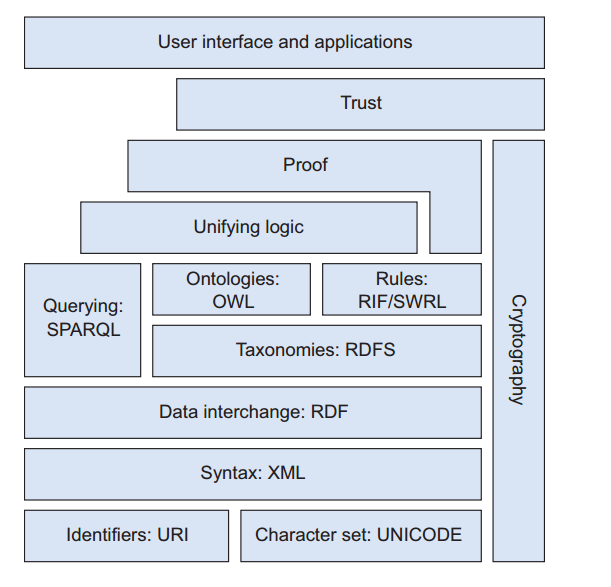 User interface and applications
Trust
Proof
Unifying logic
Querying:
SPARQL
Ontologies:
OWL
Rules:
RIF/SWRL
Taxonomies: RDFS
Cryptography
Data interchange: RDF
Syntax: XML
Identifiers: URI
Character set: UNICODE